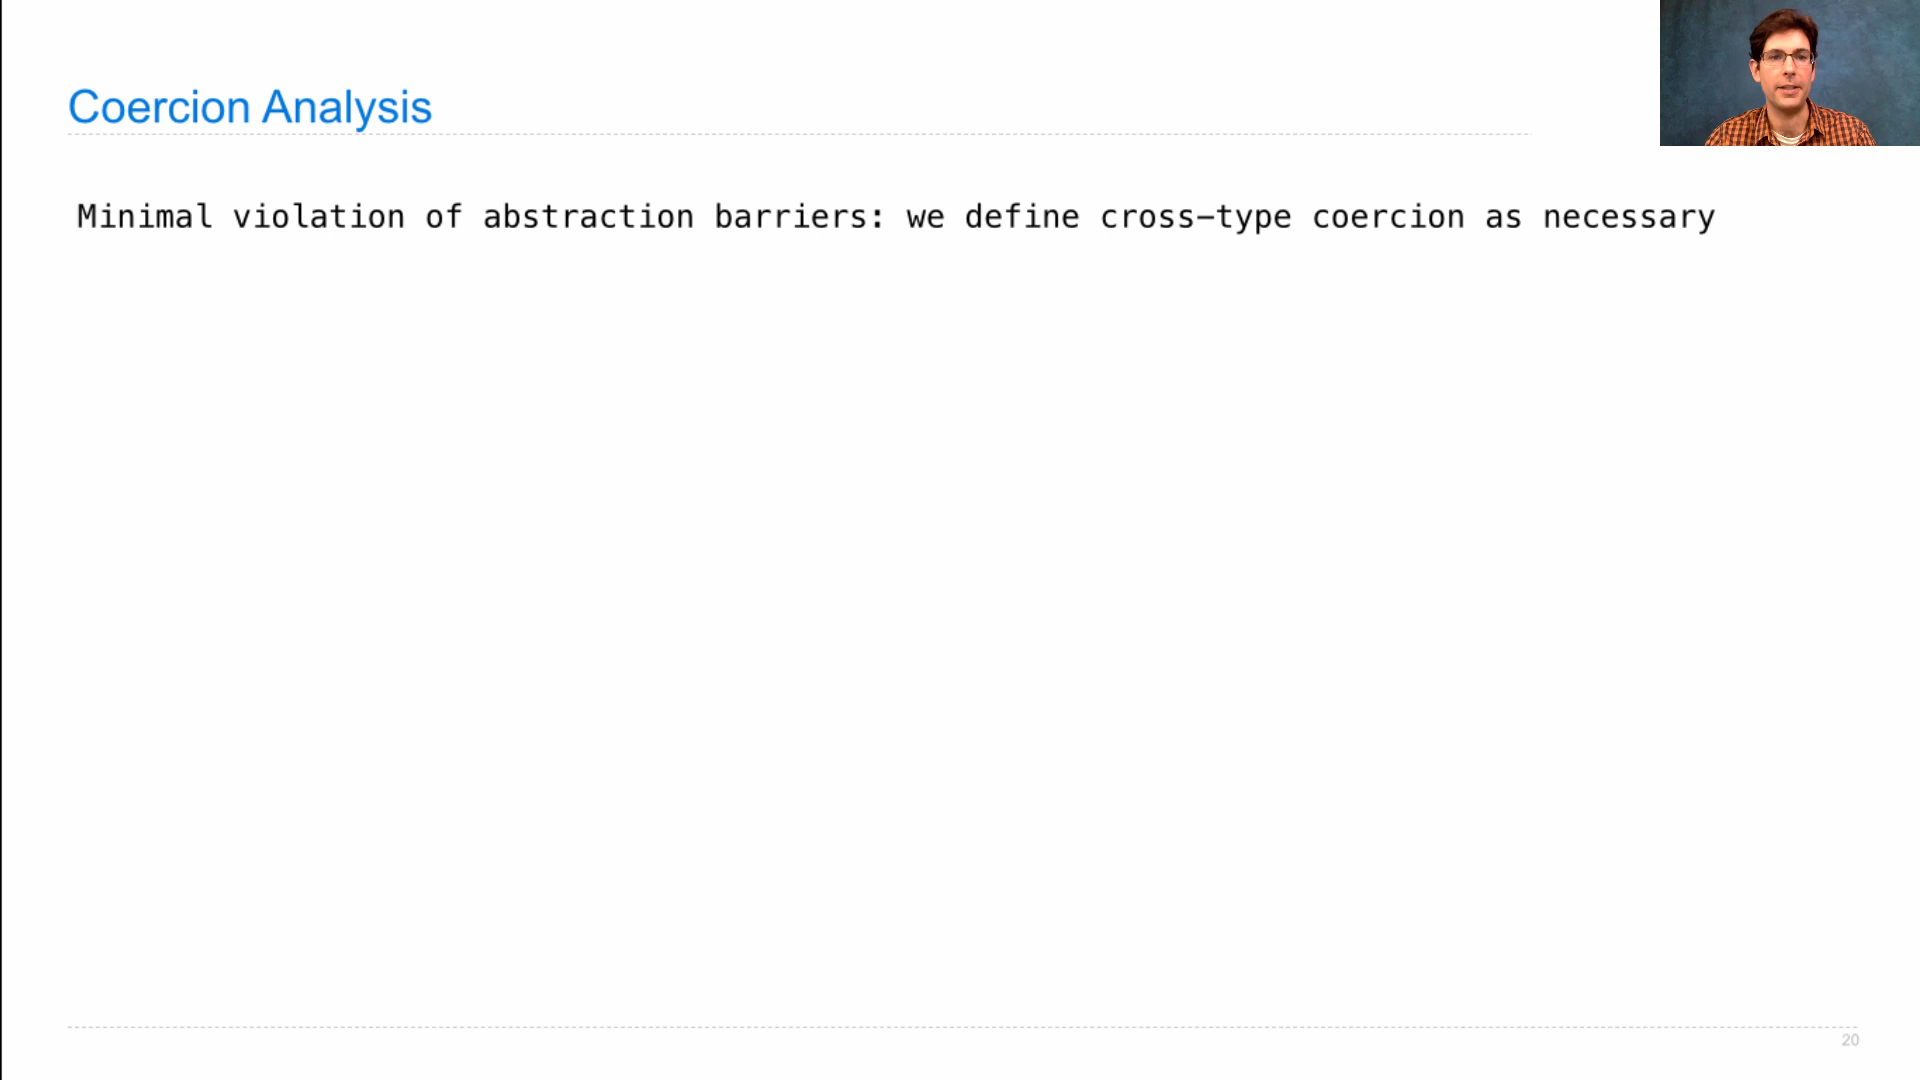 Coercion Analysis
Minimal violation of abstraction barriers: we define cross-type coercion as necessary
20